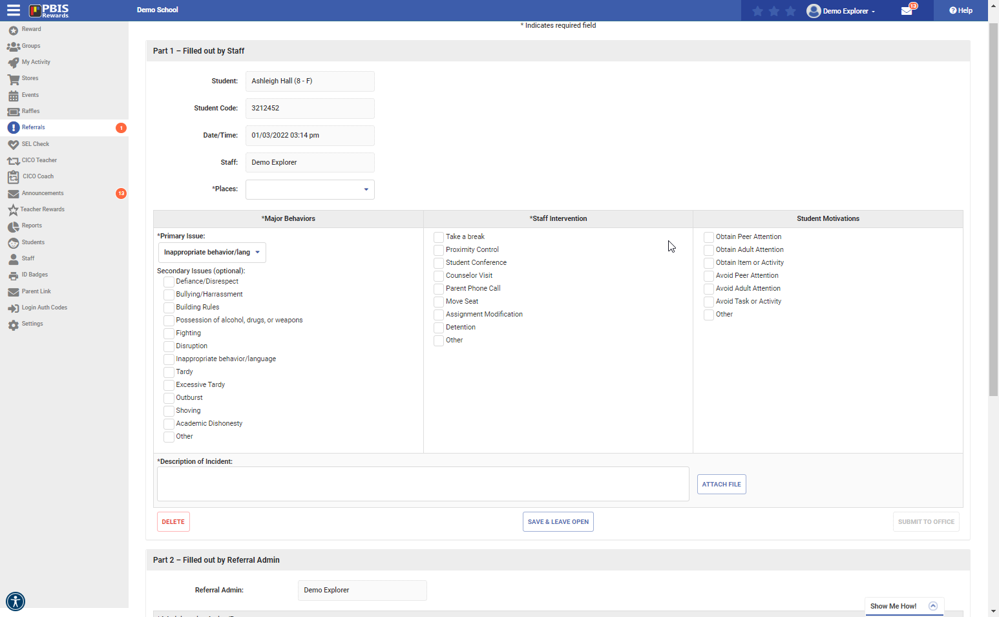 PBIS
Rewards
Demo School
Demo Explorer
13
Help
Reward
Groups
My Activity
Stores
Events
Raffles
Referrals
1
SEL Check
CICO Teacher
CICO Coach
Announcements
13
Teacher Rewards
Reports
Students
Staff
ID Badges
Parent Link
Login Auth Codes
Settings
* Indicates required field
Part 1 – Filled out by Staff
Student: Ashleigh Hall (8 - F)
Student Code: 3212452
Date/Time: 01/03/2022 03:14 pm
Staff: Demo Explorer
*Places:
*Major Behaviors
*Primary Issue:
Inappropriate behavior/lang
Secondary Issues (optional):
Defiance/Disrespect
Bullying/Harrassment
Building Rules
Possession of alcohol, drugs, or weapons
Fighting
Disruption
Inappropriate behavior/language
Tardy
Excessive Tardy
Outburst
Shoving
Academic Dishonesty
Other
*Staff Intervention
Take a break
Proximity Control
Student Conference
Counselor Visit
Parent Phone Call
Move Seat
Assignment Modification
Detention
Other
Student Motivations
Obtain Peer Attention
Obtain Adult Attention
Obtain Item or Activity
Avoid Peer Attention
Avoid Adult Attention
Avoid Task or Activity
Other
*Description of Incident:
ATTACH FILE
DELETE
SAVE & LEAVE OPEN
SUBMIT TO OFFICE
Part 2 – Filled out by Referral Admin
Referral Admin: Demo Explorer
Show Me How!